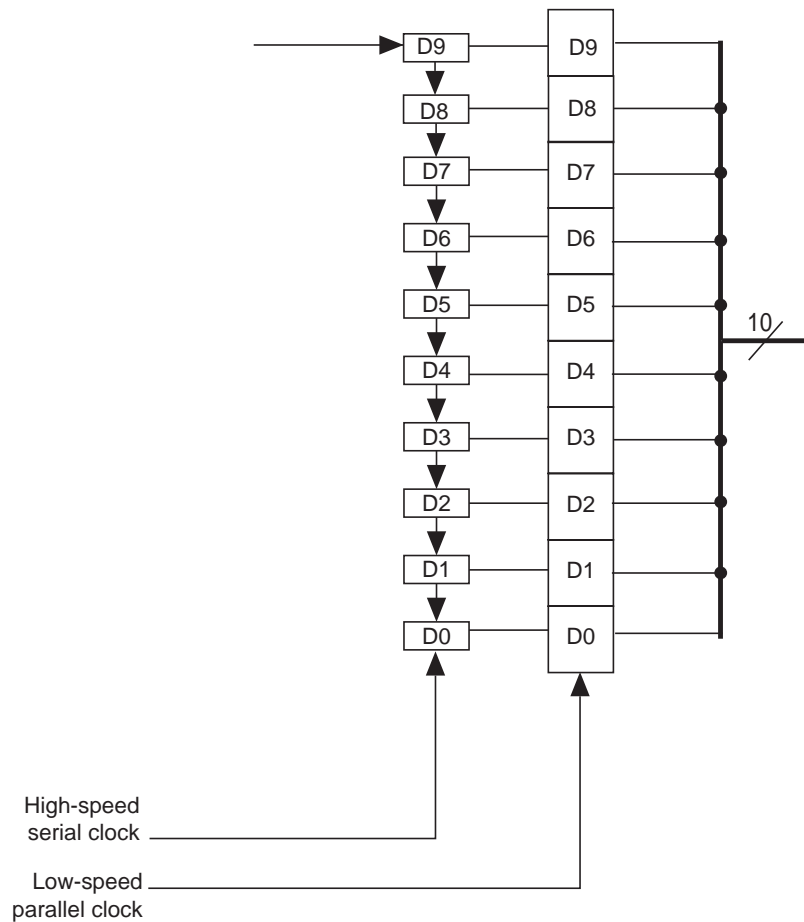 D9 D9
D8 D8
D7 D7
D6 D6
D5 D5
10
D4 D4
D3 D3
D2 D2
D1 D1
D0 D0
High-speed
serial clock
Low-speed
parallel clock